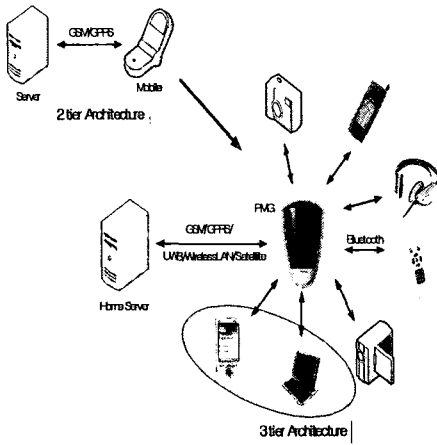 GSM/GPRS
Server
Mobile
2 tier Architecture
PMG
GSM/GPRS/
UWB/WirelessLAN/Satellite
Bluetooth
Home Server
3 tier Architecture